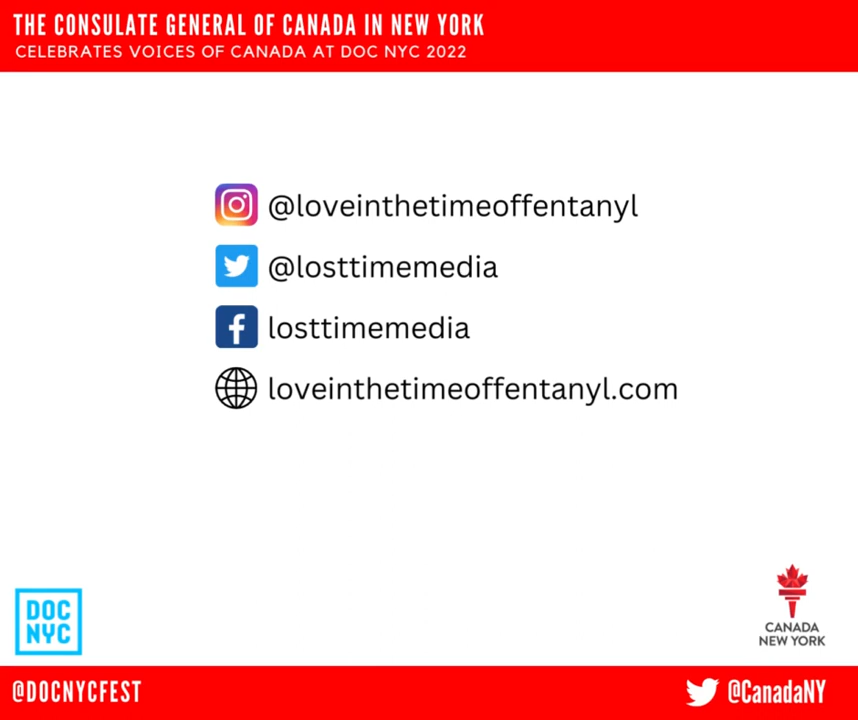 THE CONSULATE GENERAL OF CANADA IN NEW YORK
CELEBRATES VOICES OF CANADA AT DOC NYC 2022
@loveinthetimeoffentanyl
@losttimemedia
losttimemedia
loveinthetimeoffentanyl.com
DOC
NYC
CANADA
NEW YORK
@DOCNYCFEST
@CanadaNY